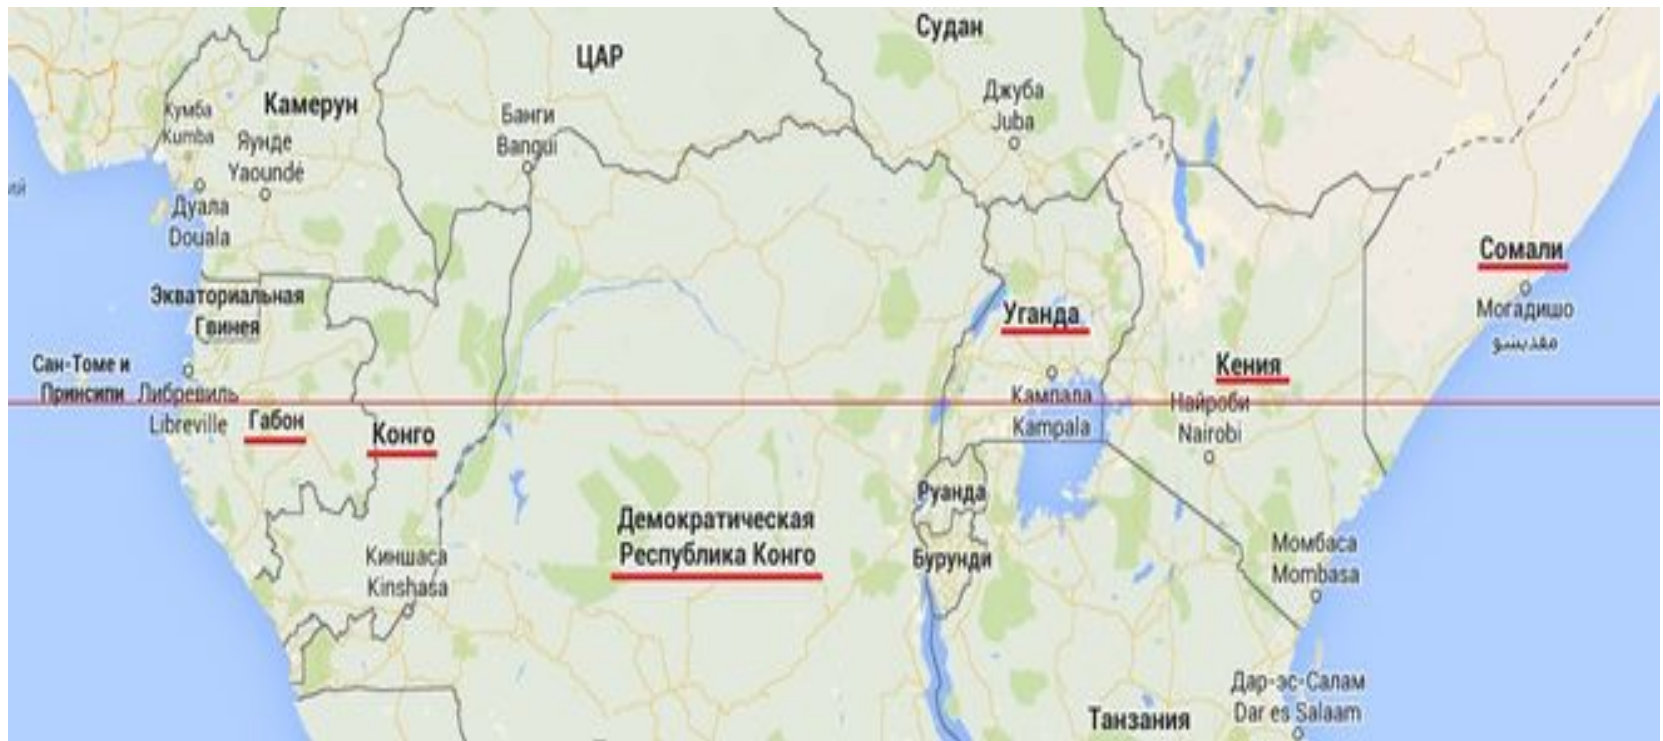 Судан
ЦАР
Джуба
Juba
Камерун
Кумба
Kumba
Банги
Bangui
Яунде
Yaoundé
Дуала
Douala
Сомали
Могадишо
مقديشو
Экваториальная
Гвинея
Уганда
Сан-Томе и
Принсипи
Либревиль
Libreville
Габон
Конго
Кампала
Kampala
Кения
Найроби
Nairobi
Руанда
Бурунди
Демократическая
Республика Конго
Киншаса
Kinshasa
Момбаса
Mombasa
Дар-эс-Салам
Dar es Salaam
Танзания